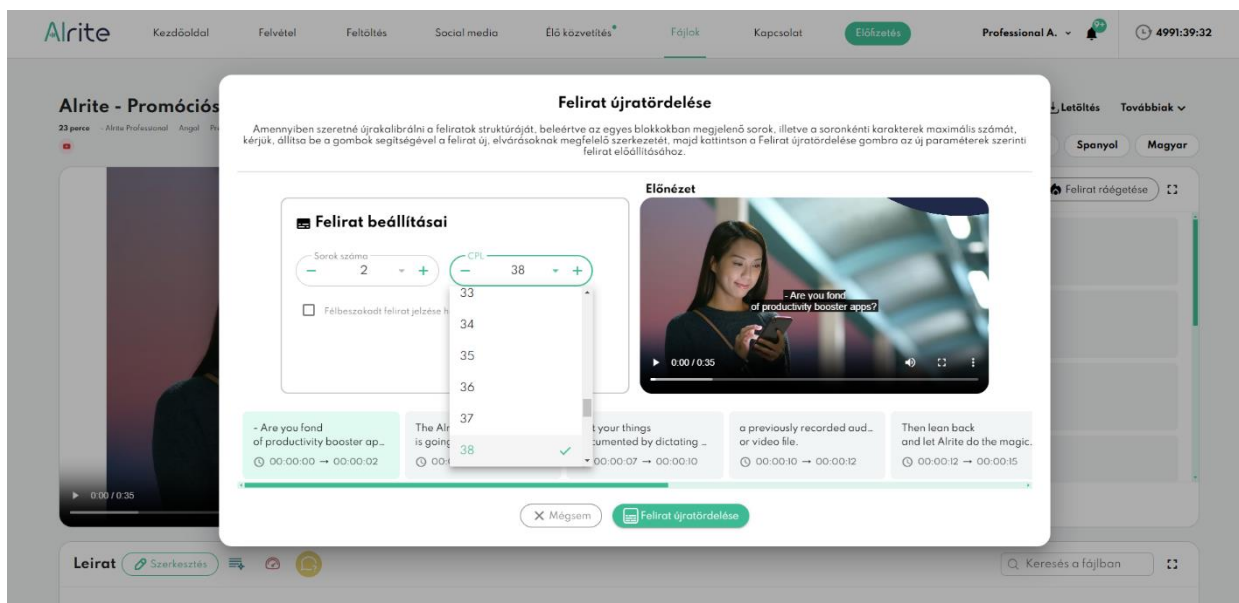 Alrite
Kezdőoldal
Felvétel
Feltöltés
Social media
Élő közvetítés
Fájlok
Kapcsolat
Előfizetés
Professional A.
9+
4991:39:32
Alrite - Promóciós
23 perce - Alrite Professional Angol
Letöltés
Továbbiak
Spanyol
Magyar
Felirat ráégetése
Felirat újratördelése
Amennyiben szeretné újrakalibrálni a feliratok struktúráját, beleértve az egyes blokkokban megjelenő sorok, illetve a soronkénti karakterek maximális számát,
kérjük, állítsa be a gombok segítségével a felirat új, elvárásoknak megfelelő szerkezetét, majd kattintson a Felirat újratördelése gombra az új paraméterek szerinti
felirat előállításához.
Előnézet
Felirat beállításai
Sorok száma
2
CPL
38
Félbeszakadt felirat jelzése h
33
34
35
36
37
38
- Are you fond
of productivity booster apps?
0:00 / 0:35
- Are you fond
of productivity booster ap...
00:00:00 → 00:00:02
The Alr
is going
00:0
t your things
umented by dictating ...
00:00:07 → 00:00:10
a previously recorded aud...
or video file.
00:00:10 → 00:00:12
Then lean back
and let Alrite do the magic.
00:00:12 → 00:00:15
0:00 / 0:35
Mégsem
Felirat újratördelése
Leirat
Szerkesztés
Keresés a fájlban